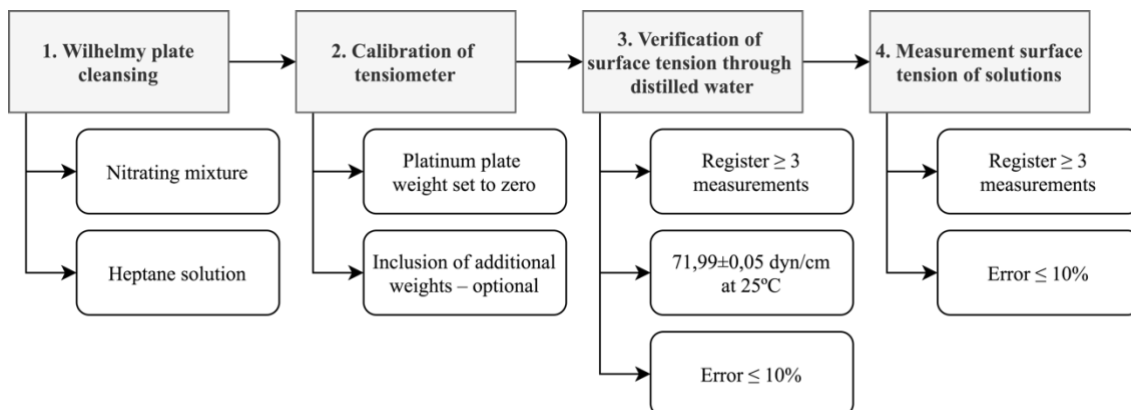 1. Wilhelmy plate
cleansing
2. Calibration of
tensiometer
3. Verification of
surface tension through
distilled water
4. Measurement surface
tension of solutions
Nitrating mixture
Heptane solution
Platinum plate
weight set to zero
Inclusion of additional
weights – optional
Register ≥ 3
measurements
71,99±0,05 dyn/cm
at 25ºC
Error ≤ 10%
Register ≥ 3
measurements
Error ≤ 10%